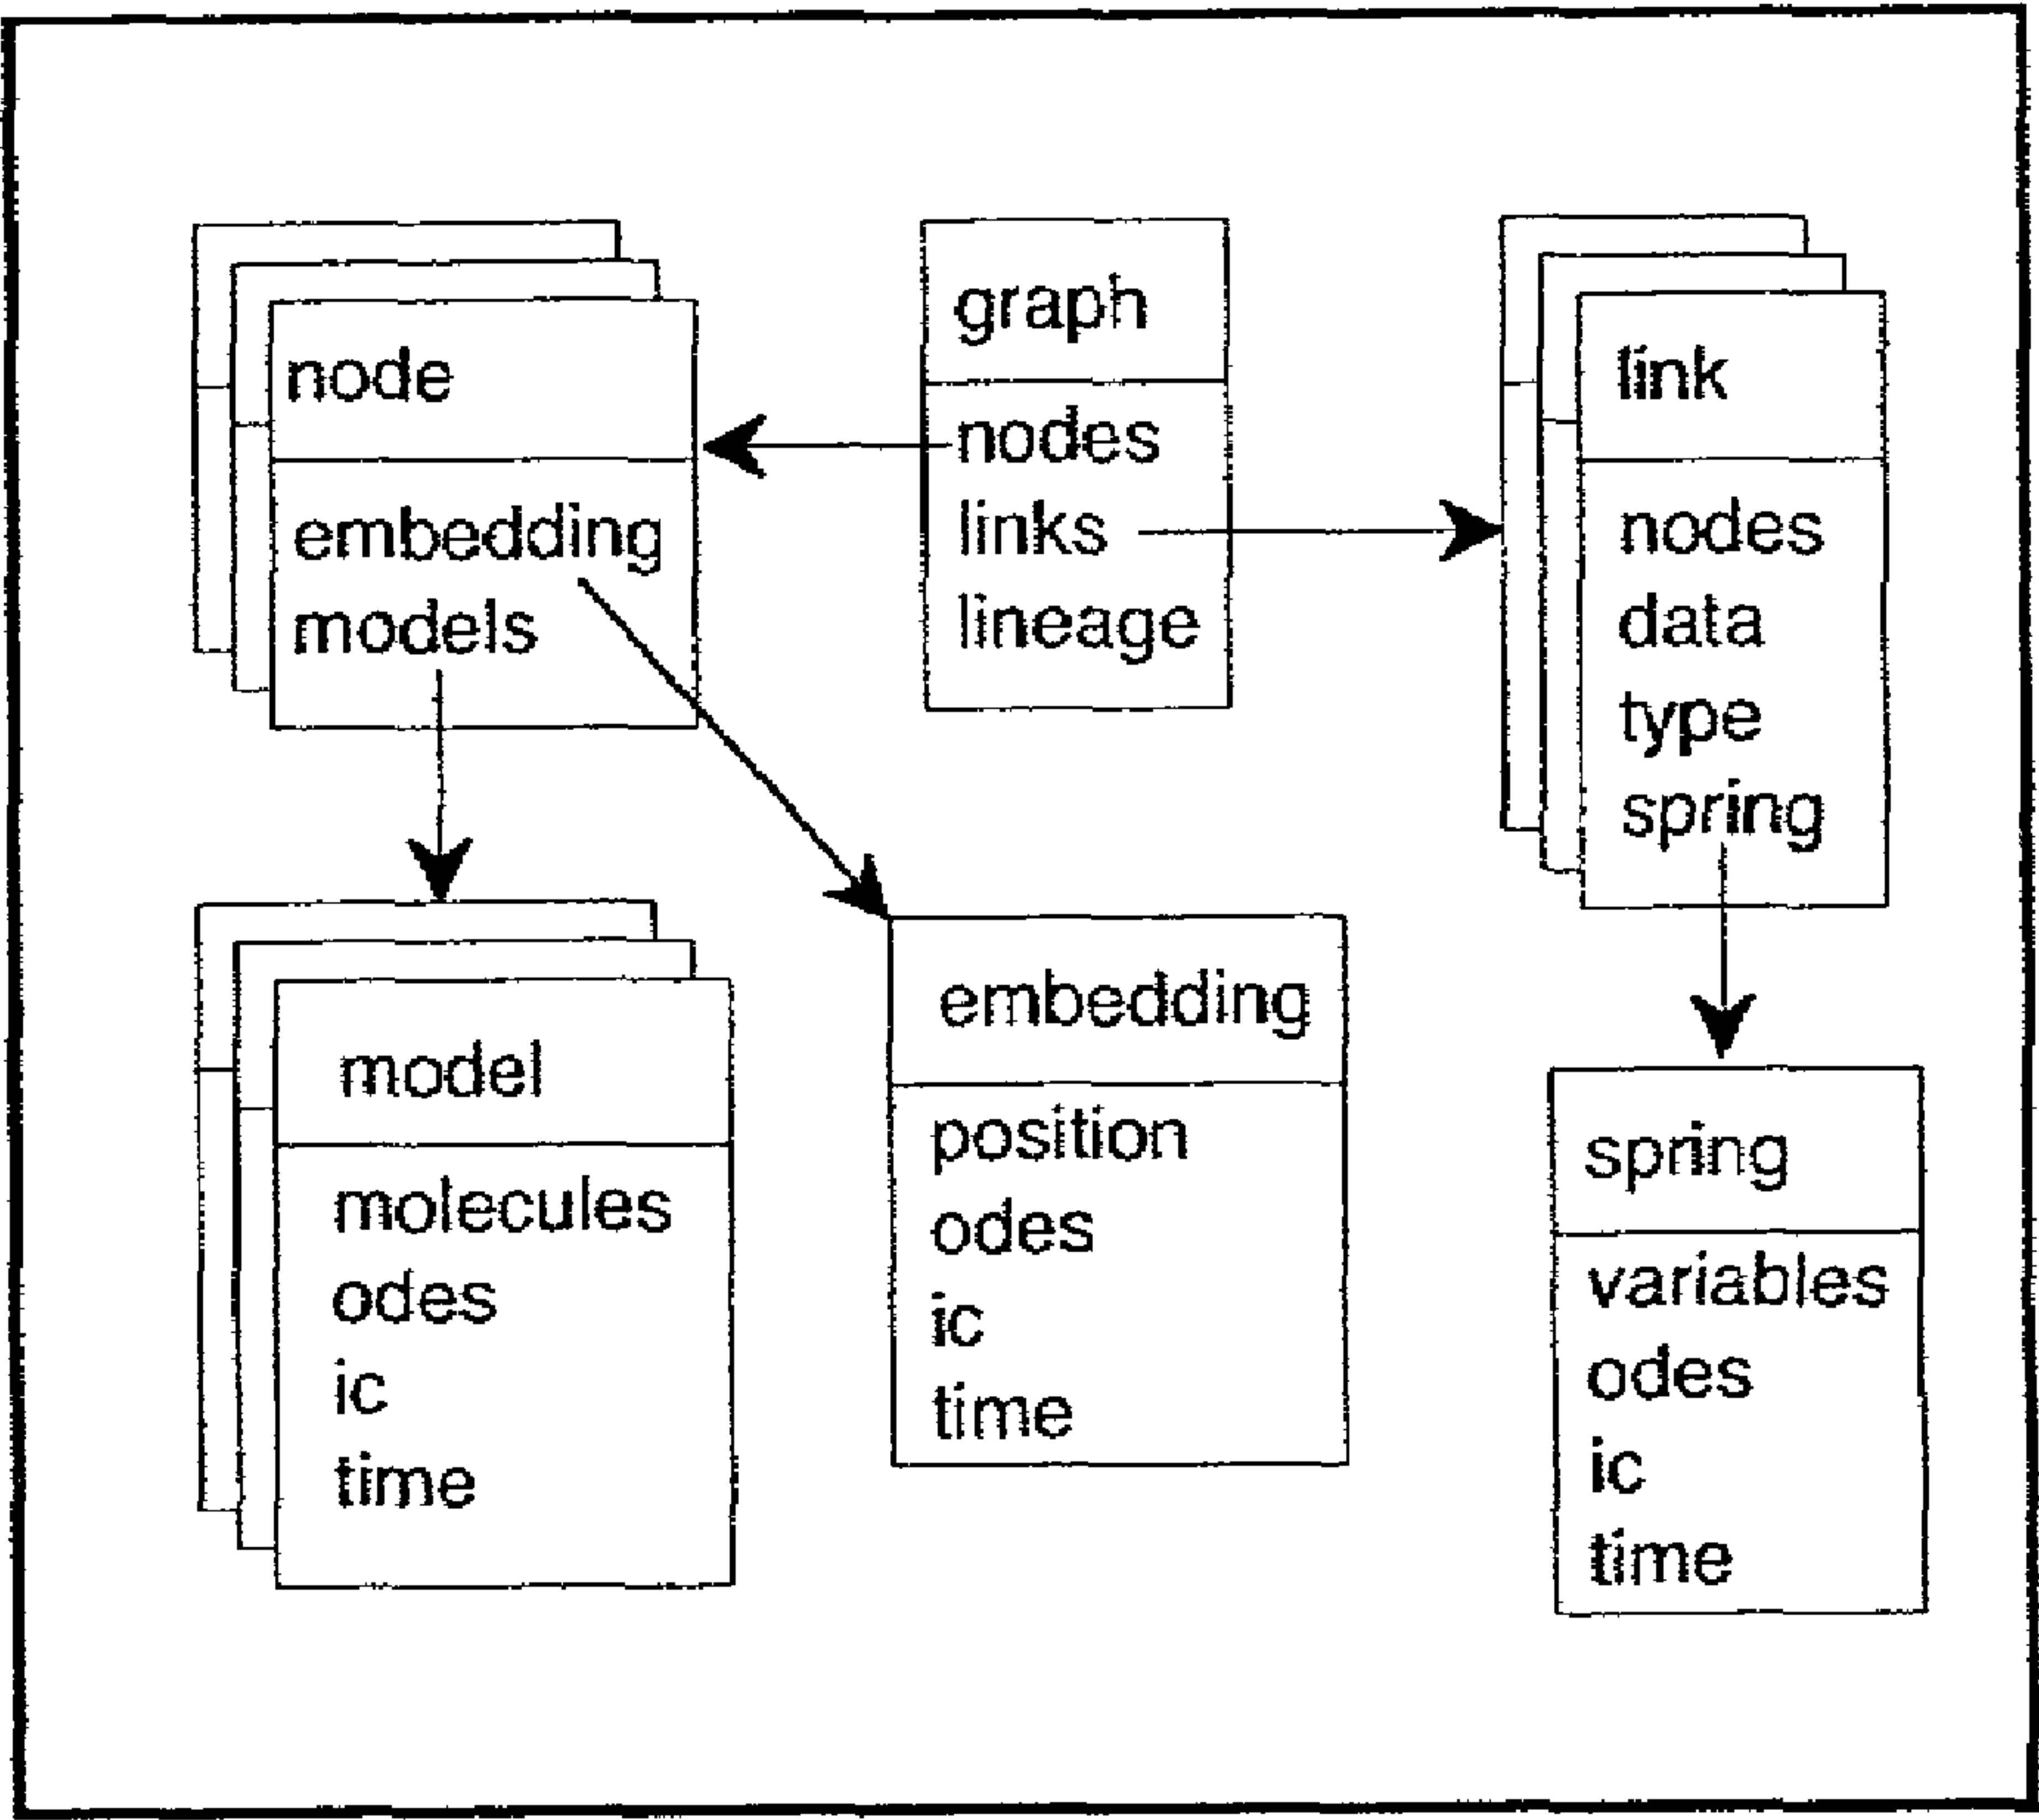 graph
nodes
links
lineage
node
embedding
models
link
nodes
data
type
spring
model
molecules
odes
ic
time
embedding
position
odes
ic
time
spring
variables
odes
ic
time